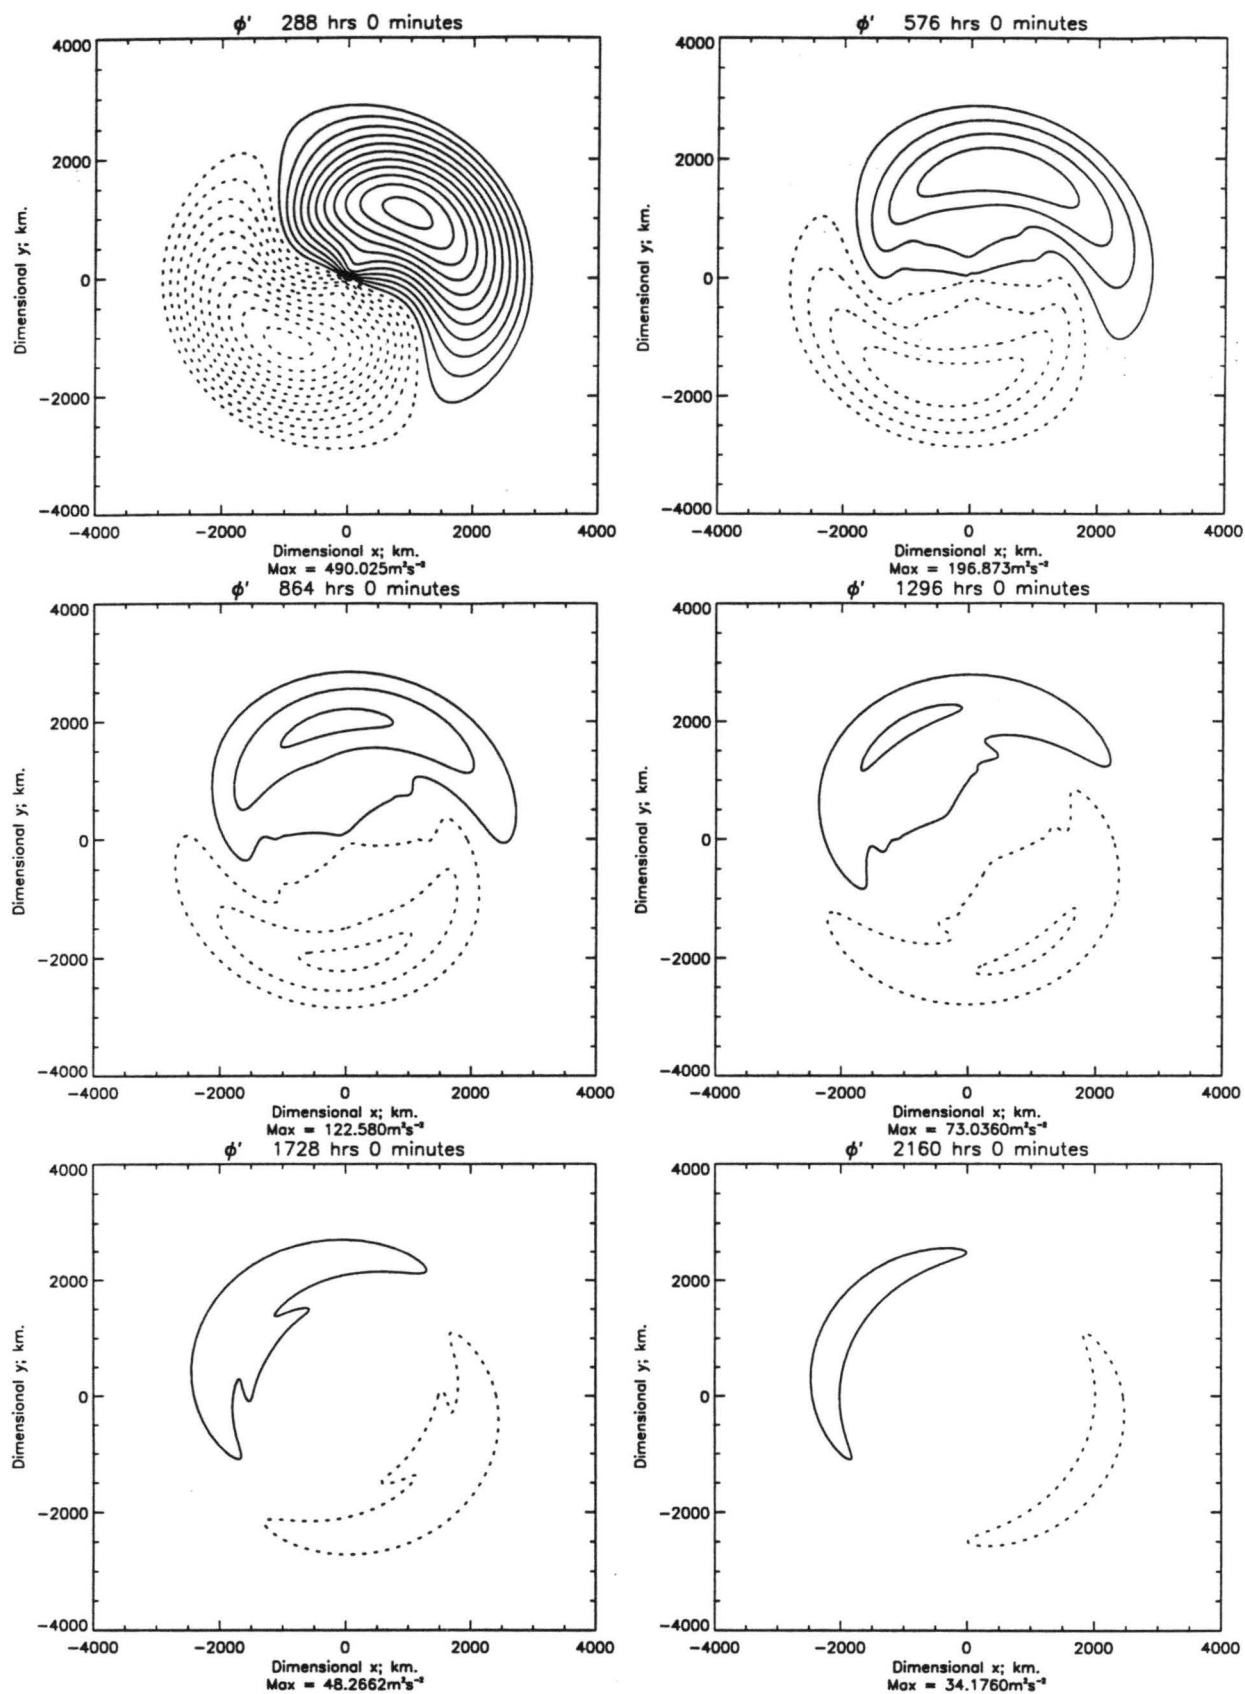 ϕ' 288 hrs 0 minutes
4000
2000
0
−2000
−4000
Dimensional y; km.
−4000 −2000 0 2000 4000
Dimensional x; km.
Max = 490.025m²s⁻²
ϕ' 576 hrs 0 minutes
4000
2000
0
−2000
−4000
Dimensional y; km.
−4000 −2000 0 2000 4000
Dimensional x; km.
Max = 196.873m²s⁻²
ϕ' 864 hrs 0 minutes
4000
2000
0
−2000
−4000
Dimensional y; km.
−4000 −2000 0 2000 4000
Dimensional x; km.
Max = 122.580m²s⁻²
ϕ' 1296 hrs 0 minutes
4000
2000
0
−2000
−4000
Dimensional y; km.
−4000 −2000 0 2000 4000
Dimensional x; km.
Max = 73.0360m²s⁻²
ϕ' 1728 hrs 0 minutes
4000
2000
0
−2000
−4000
Dimensional y; km.
−4000 −2000 0 2000 4000
Dimensional x; km.
Max = 48.2662m²s⁻²
ϕ' 2160 hrs 0 minutes
4000
2000
0
−2000
−4000
Dimensional y; km.
−4000 −2000 0 2000 4000
Dimensional x; km.
Max = 34.1760m²s⁻²